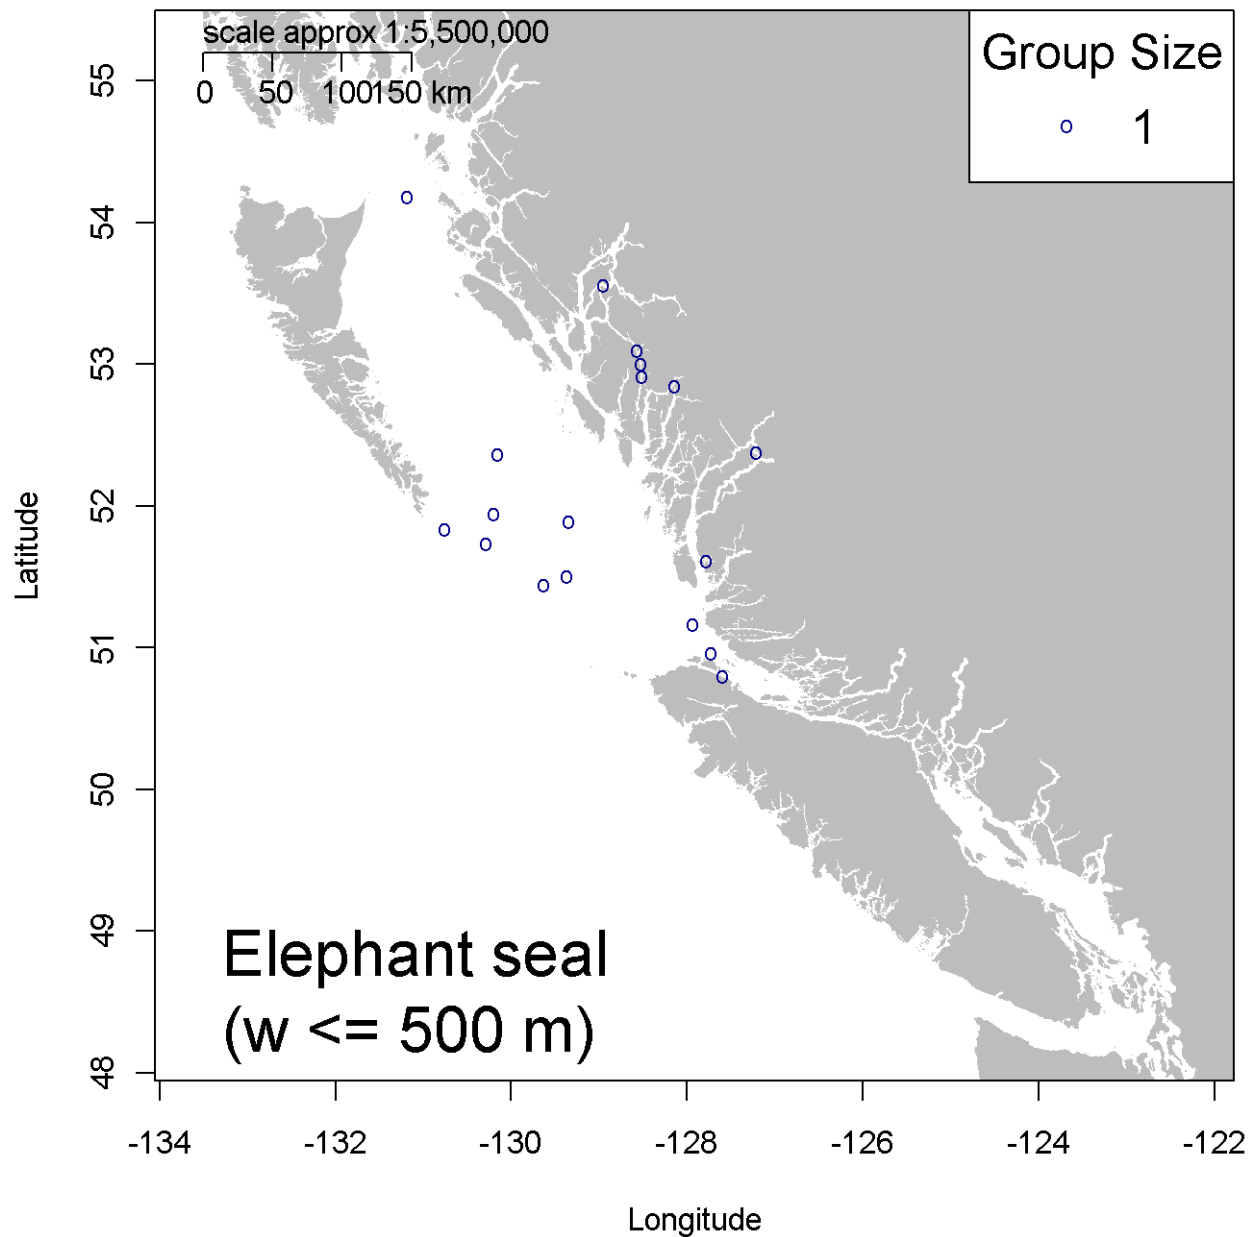 scale approx 1:5,500,000
0 50 100150 km
Group Size
1
55
54
53
52
51
50
49
48
Latitude
Elephant seal
(w <= 500 m)
-134 -132 -130 -128 -126 -124 -122
Longitude